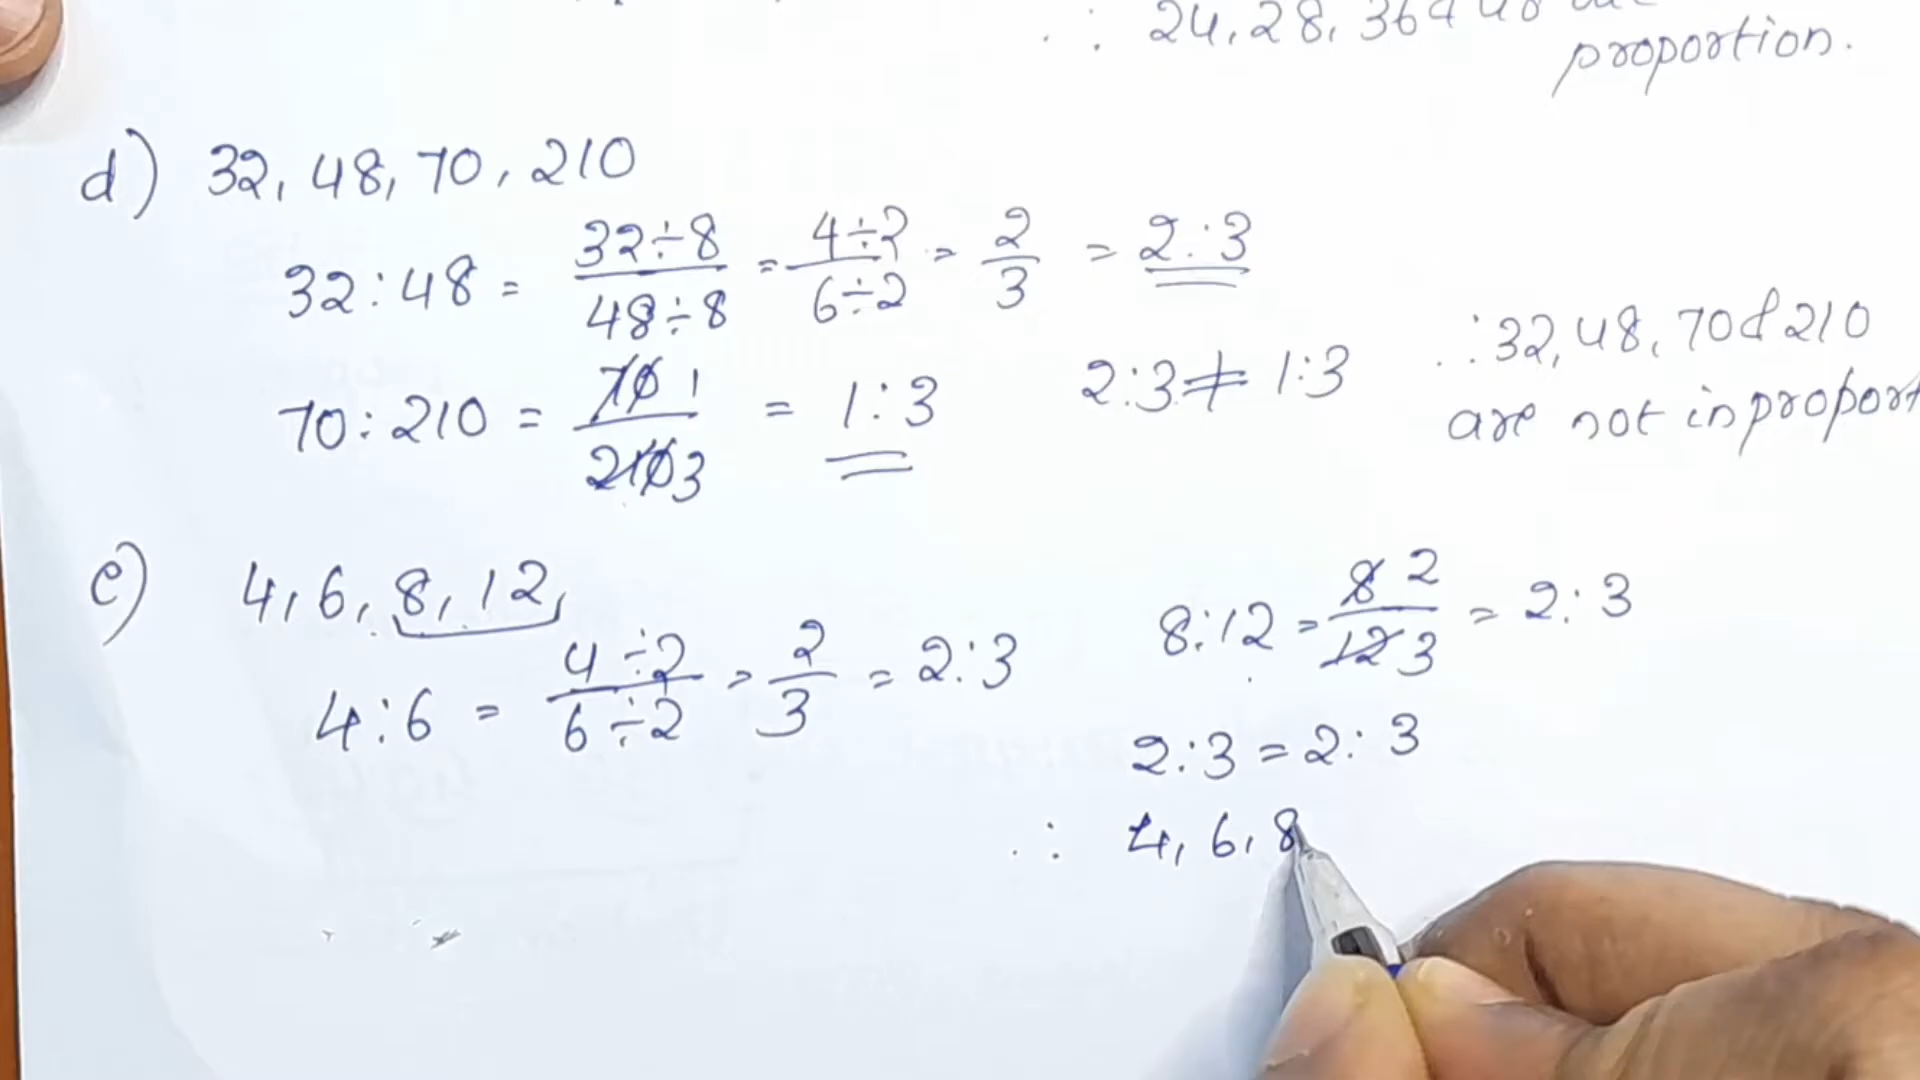 ∴ 24, 28, 36
proportion.
d) 32, 48, 70, 210
32:48 = 32÷8/48÷8 = 4÷2/6÷2 = 2/3 = 2:3
70:210 = 70 1/210 3 = 1:3
2:3 ≠ 1:3
∴ 32, 48, 70 & 210
are not in proport
e) 4, 6, 8, 12,
4:6 = 4÷2/6÷2 = 2/3 = 2:3
8:12 = 8 2/12 3 = 2:3
2:3 = 2:3
∴ 4, 6, 8